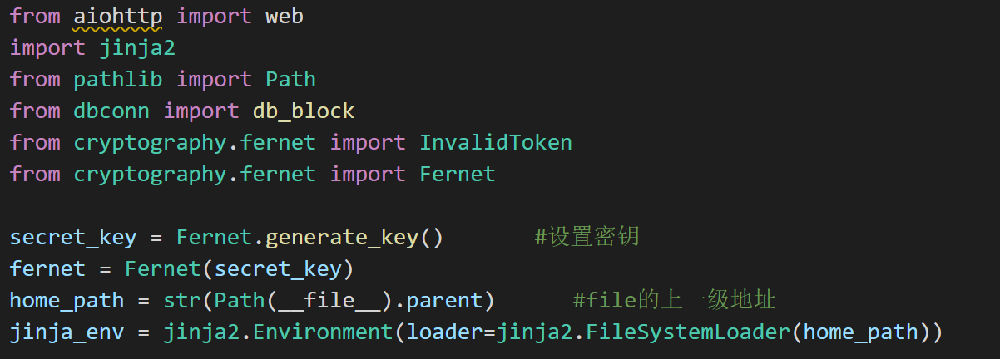 from aiohttp import web
import jinja2
from pathlib import Path
from dbconn import db_block
from cryptography.fernet import InvalidToken
from cryptography.fernet import Fernet
secret_key = Fernet.generate_key()       #设置密钥
fernet = Fernet(secret_key)
home_path = str(Path(__file__).parent)      #file的上一级地址
jinja_env = jinja2.Environment(loader=jinja2.FileSystemLoader(home_path))